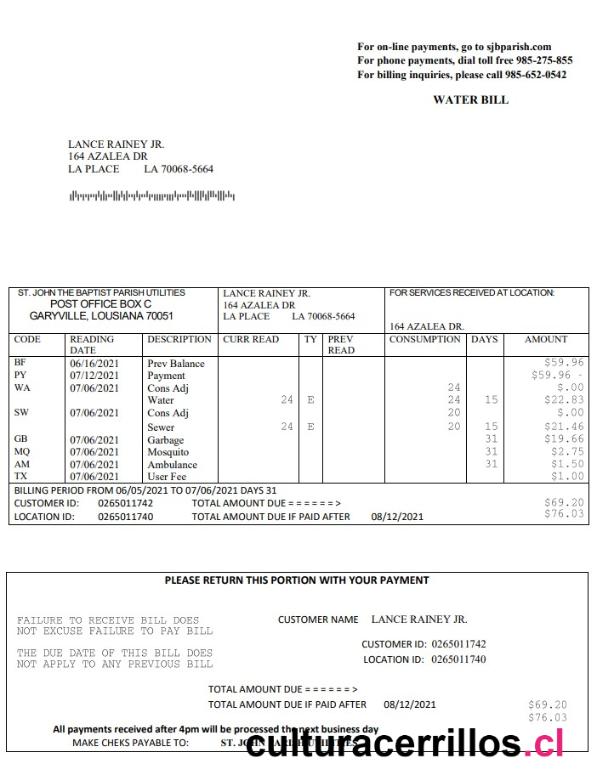 For on-line payments, go to sjbparish.com
For phone payments, dial toll free 985-275-855
For billing inquiries, please call 985-652-0542
WATER BILL
LANCE RAINEY JR.
164 AZALEA DR
LA PLACE LA 70068-5664
ST. JOHN THE BAPTIST PARISH UTILITIES
POST OFFICE BOX C
GARYVILLE, LOUSIANA 70051
LANCE RAINEY JR.
164 AZALEA DR
LA PLACE LA 70068-5664
FOR SERVICES RECEIVED AT LOCATION:
164 AZALEA DR.
CODE READING DATE DESCRIPTION CURR READ TY PREV READ CONSUMPTION DAYS AMOUNT
BF 06/16/2021 Prev Balance $59.96
PY 07/12/2021 Payment $59.96 -
WA 07/06/2021 Cons Adj 24 $.00
Water 24 E 24 15 $22.83
SW 07/06/2021 Cons Adj 20 $.00
Sewer 24 E 20 15 $21.46
GB 07/06/2021 Garbage 31 $19.66
MQ 07/06/2021 Mosquito 31 $2.75
AM 07/06/2021 Ambulance 31 $1.50
TX 07/06/2021 User Fee $1.00
BILLING PERIOD FROM 06/05/2021 TO 07/06/2021 DAYS 31
CUSTOMER ID: 0265011742 TOTAL AMOUNT DUE = = = = = = > $69.20
LOCATION ID: 0265011740 TOTAL AMOUNT DUE IF PAID AFTER 08/12/2021 $76.03
PLEASE RETURN THIS PORTION WITH YOUR PAYMENT
FAILURE TO RECEIVE BILL DOES
NOT EXCUSE FAILURE TO PAY BILL
THE DUE DATE OF THIS BILL DOES
NOT APPLY TO ANY PREVIOUS BILL
CUSTOMER NAME LANCE RAINEY JR.
CUSTOMER ID: 0265011742
LOCATION ID: 0265011740
TOTAL AMOUNT DUE = = = = = = >
TOTAL AMOUNT DUE IF PAID AFTER 08/12/2021 $69.20
$76.03
All payments received after 4pm will be processed the next business day
MAKE CHEKS PAYABLE TO: ST. JOHN PARISH UTILITIES
culturacerrillos.cl